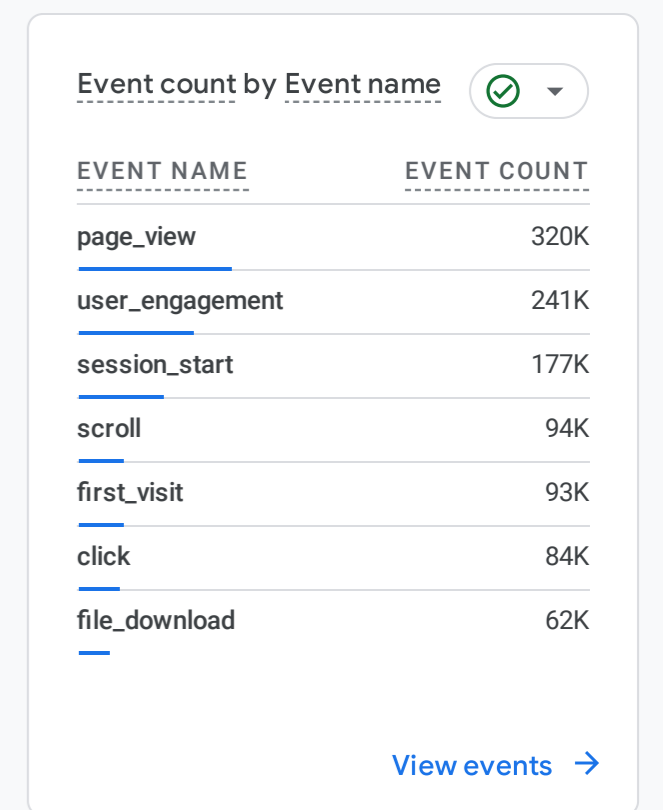 Event count by Event name
EVENT NAME EVENT COUNT
page_view 320K
user_engagement 241K
session_start 177K
scroll 94K
first_visit 93K
click 84K
file_download 62K
View events